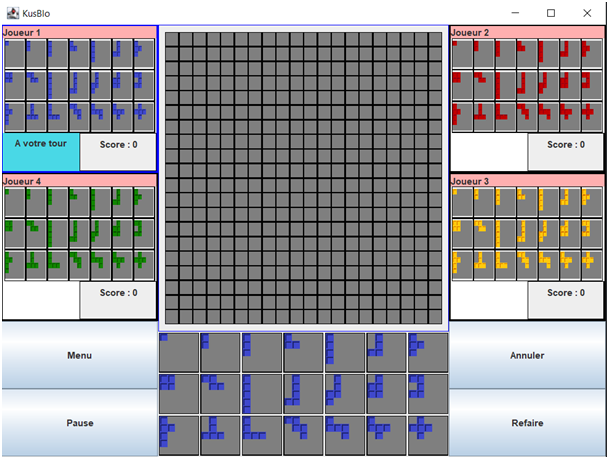 KusBlo
Joueur 1
A votre tour
Score : 0
Joueur 2
Score : 0
Joueur 4
Score : 0
Joueur 3
Score : 0
Menu
Annuler
Pause
Refaire